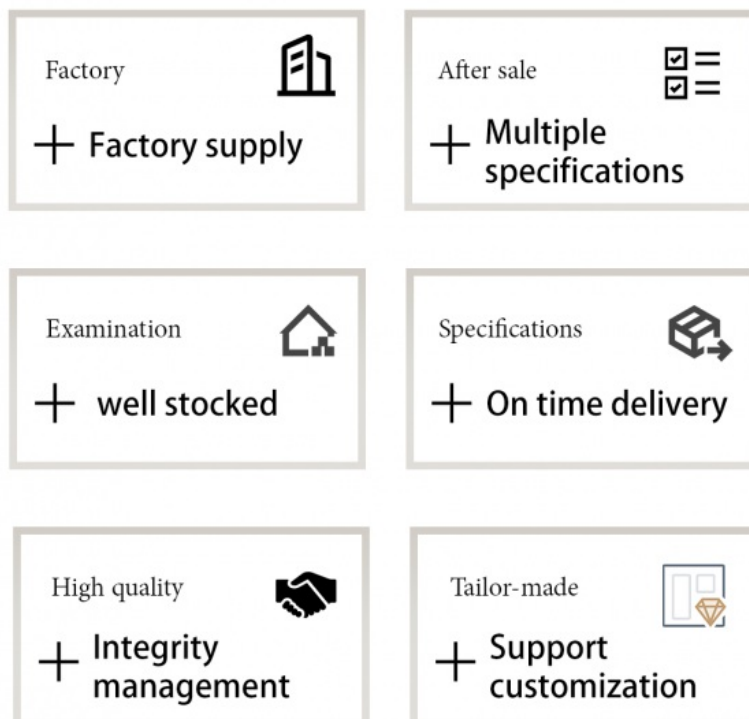 Factory
Factory supply
After sale
Multiple
specifications
Examination
well stocked
Specifications
On time delivery
High quality
Integrity
management
Tailor-made
Support
customization